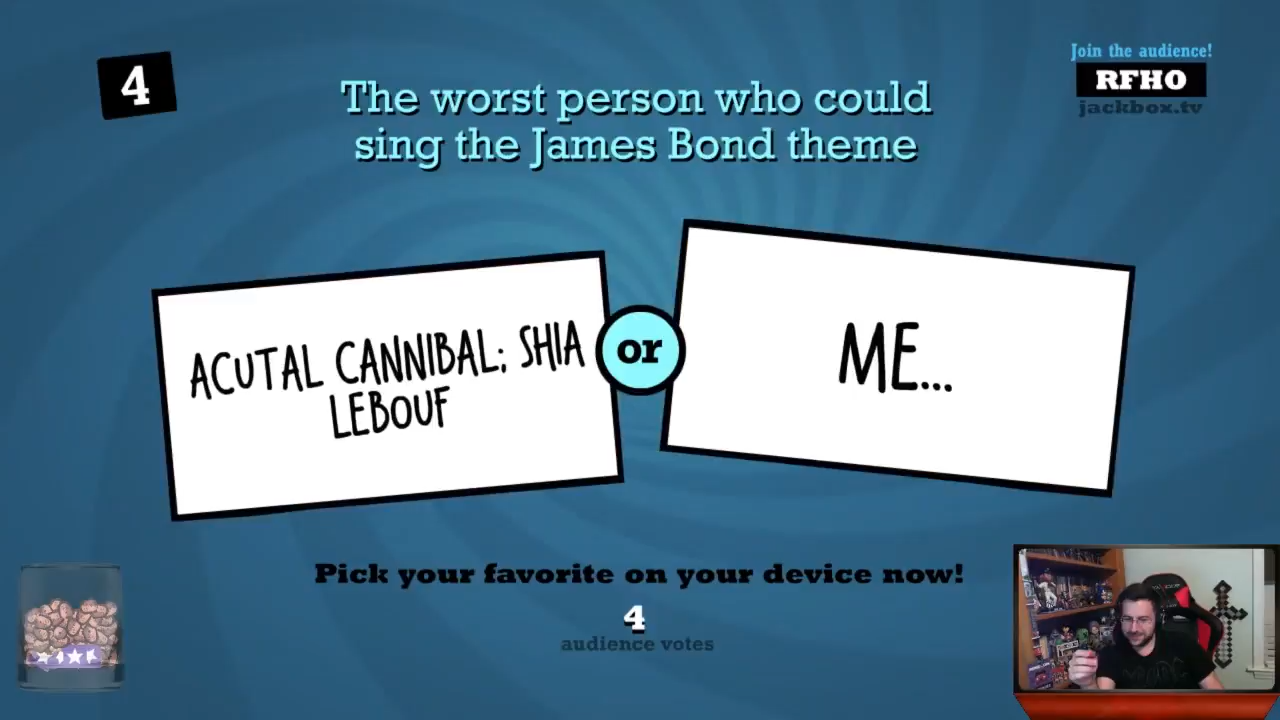 4
Join the audience!
RFHO
jackbox.tv
The worst person who could
sing the James Bond theme
ACUTAL CANNIBAL; SHIA
LEBOUF
or
ME...
Pick your favorite on your device now!
4
audience votes